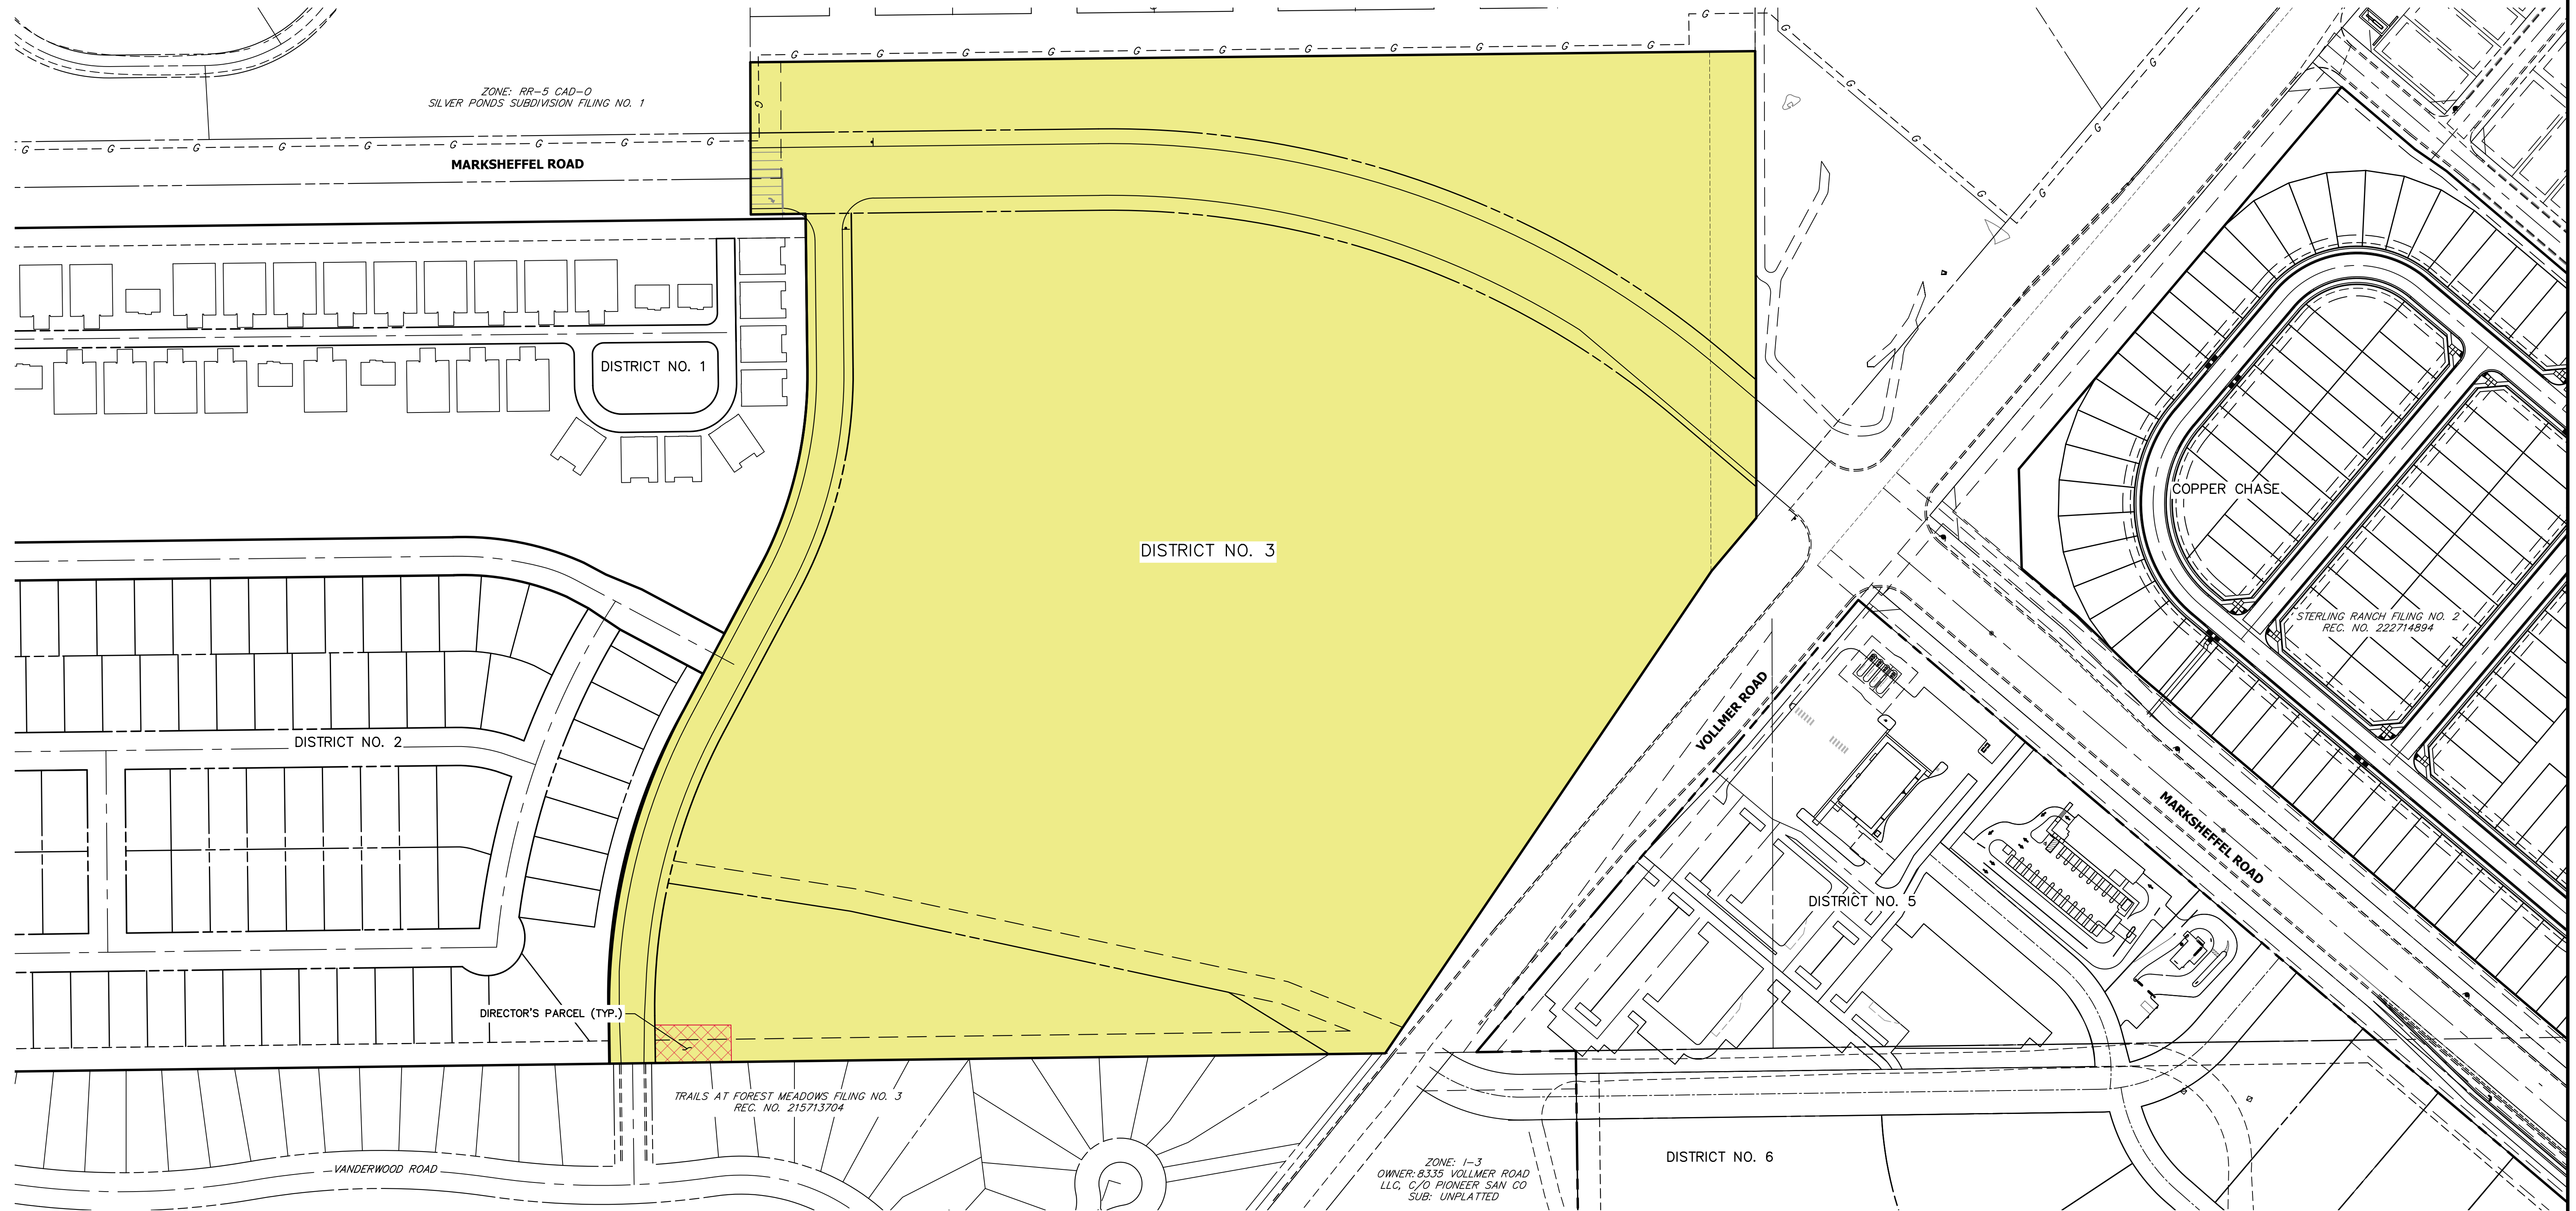 ZONE: RR-5 CAD-O
SILVER PONDS SUBDIVISION FILING NO. 1
G G G G G G G G G G G
G G G G G G G G G
G
G
G
G
G
G
G
G
MARKSHEFFEL ROAD
DISTRICT NO. 1
COPPER CHASE
DISTRICT NO. 3
STERLING RANCH FILING NO. 2
REC. NO. 222714894
VOLLMER ROAD
DISTRICT NO. 2
MARKSHEFFEL ROAD
DISTRICT NO. 5
DIRECTOR'S PARCEL (TYP.)
TRAILS AT FOREST MEADOWS FILING NO. 3
REC. NO. 215713704
VANDERWOOD ROAD
DISTRICT NO. 6
ZONE: I-3
OWNER: 8335 VOLLMER ROAD
LLC, C/O PIONEER SAN CO
SUB: UNPLATTED